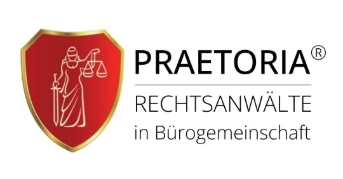 PRAETORIA®
RECHTSANWÄLTE
in Bürogemeinschaft